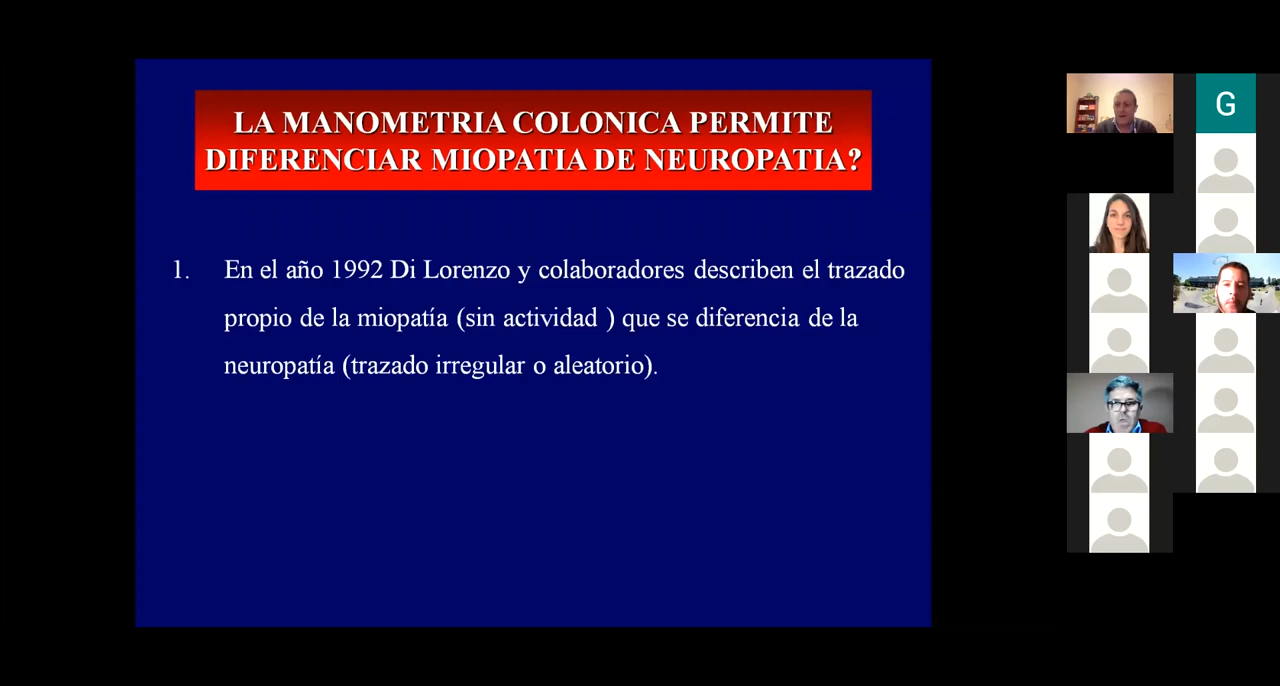 LA MANOMETRIA COLONICA PERMITE
DIFERENCIAR MIOPATIA DE NEUROPATIA?
1. En el año 1992 Di Lorenzo y colaboradores describen el trazado
propio de la miopatía (sin actividad ) que se diferencia de la
neuropatía (trazado irregular o aleatorio).
G